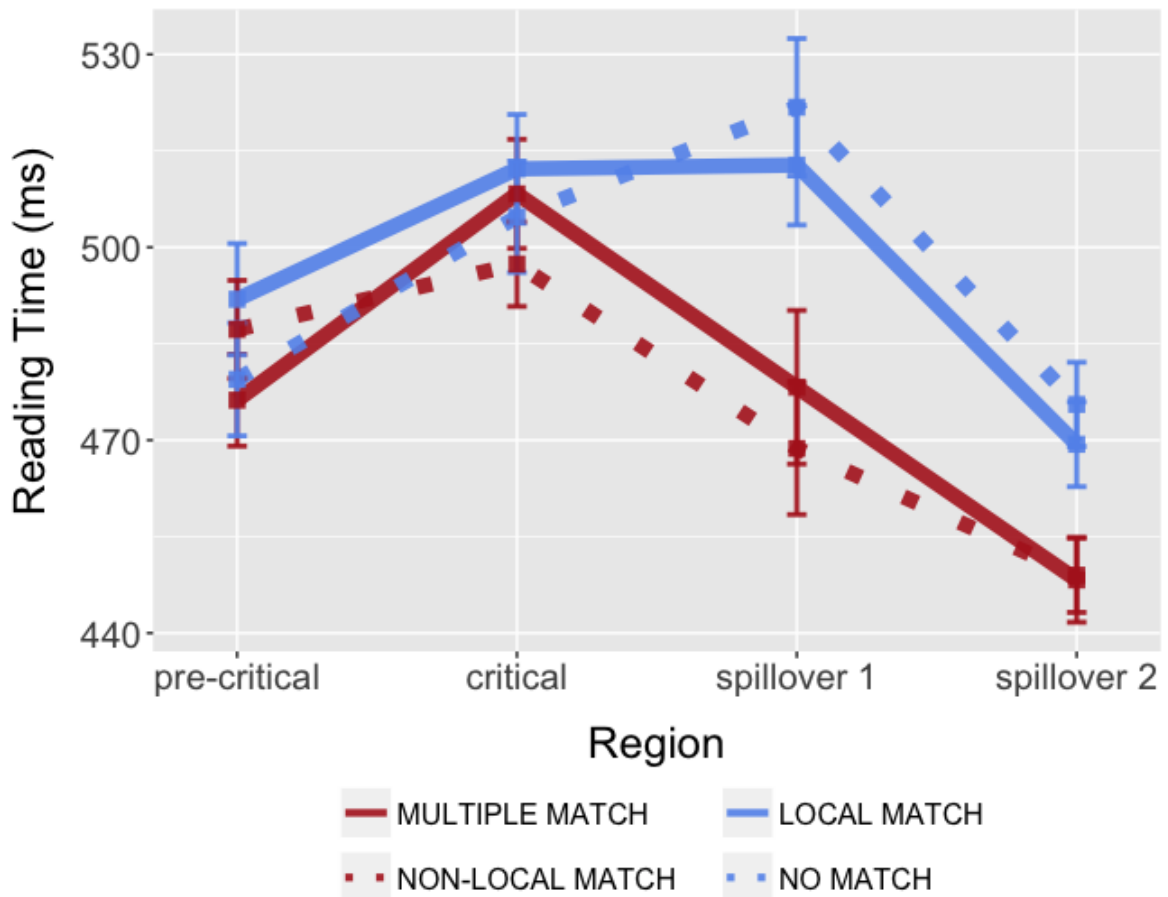 Reading Time (ms)
530
500
470
440
pre-critical critical spillover 1 spillover 2
Region
MULTIPLE MATCH LOCAL MATCH
NON-LOCAL MATCH NO MATCH